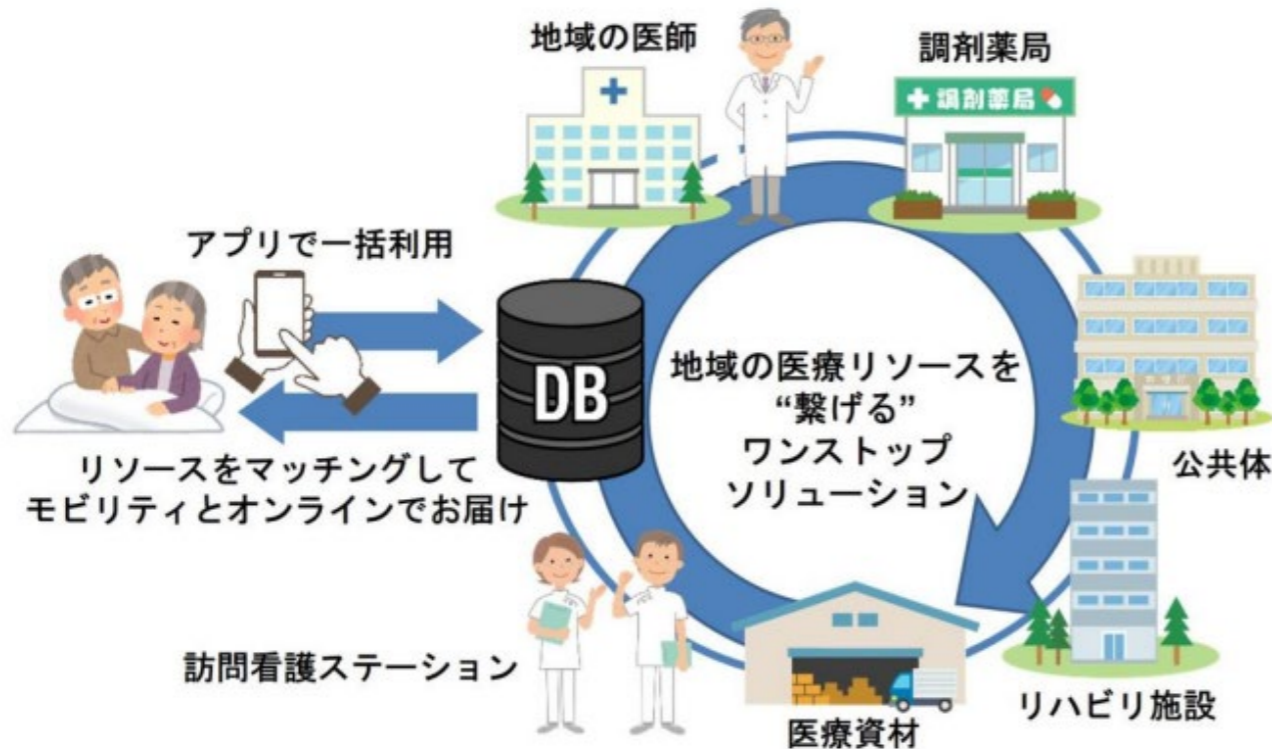 地域の医師
調剤薬局
調剤薬局
アプリで一括利用
DB
地域の医療リソースを
“繋げる”
ワンストップ
ソリューション
公共体
リソースをマッチングして
モビリティとオンラインでお届け
訪問看護ステーション
医療資材
リハビリ施設